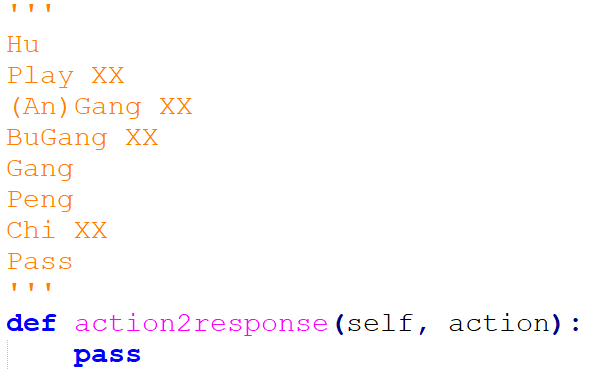 '''
Hu
Play XX
(An)Gang XX
BuGang XX
Gang
Peng
Chi XX
Pass
'''
def action2response(self, action):
    pass